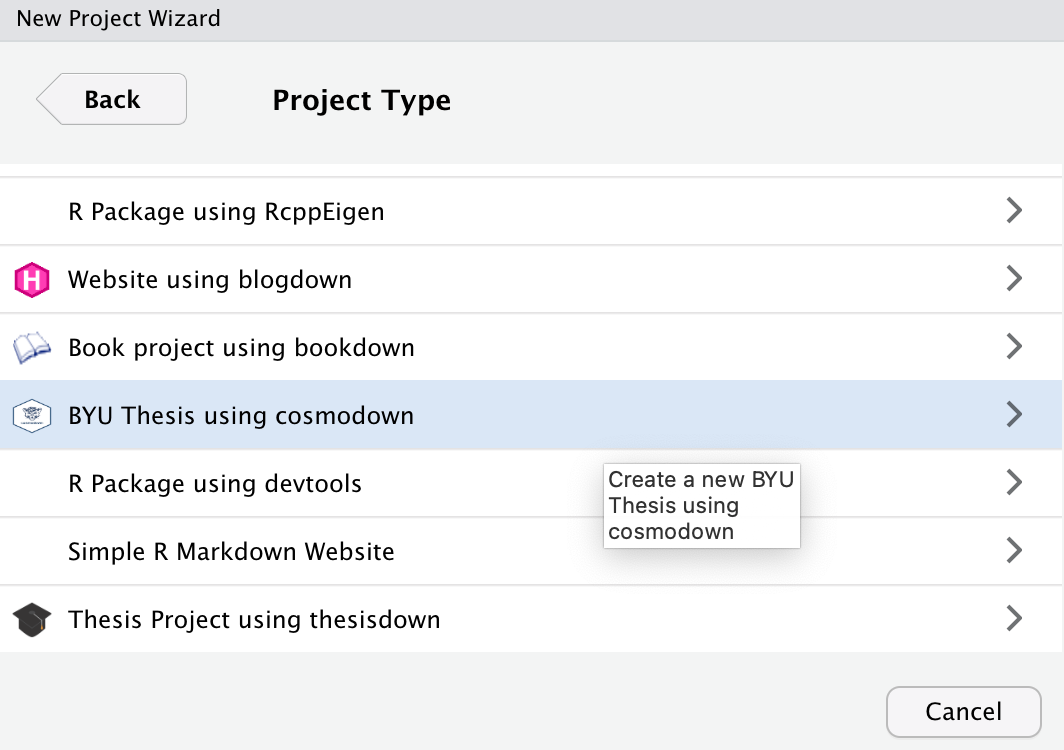 New Project Wizard
Back
Project Type
R Package using RcppEigen
H
Website using blogdown
Book project using bookdown
BYU Thesis using cosmodown
R Package using devtools
Create a new BYU
Thesis using
cosmodown
Simple R Markdown Website
Thesis Project using thesisdown
Cancel